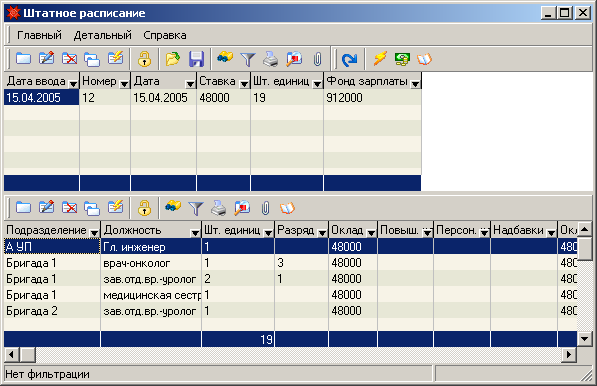 Штатное расписание
Главный Детальный Справка
Дата ввода Номер Дата Ставка Шт. единиц Фонд зарплаты
15.04.2005 12 15.04.2005 48000 19 912000
Подразделение Должность Шт. единиц Разряд Оклад Повыш. Персон. Надбавки Окл
А УП Гл. инженер 1 48000 480
Бригада 1 врач-онколог 1 3 48000 480
Бригада 1 зав.отд.вр.-уролог 2 1 48000 480
Бригада 1 медицинская сестр 1 48000 480
Бригада 2 зав.отд.вр.-уролог 1 48000 480
19
Нет фильтрации